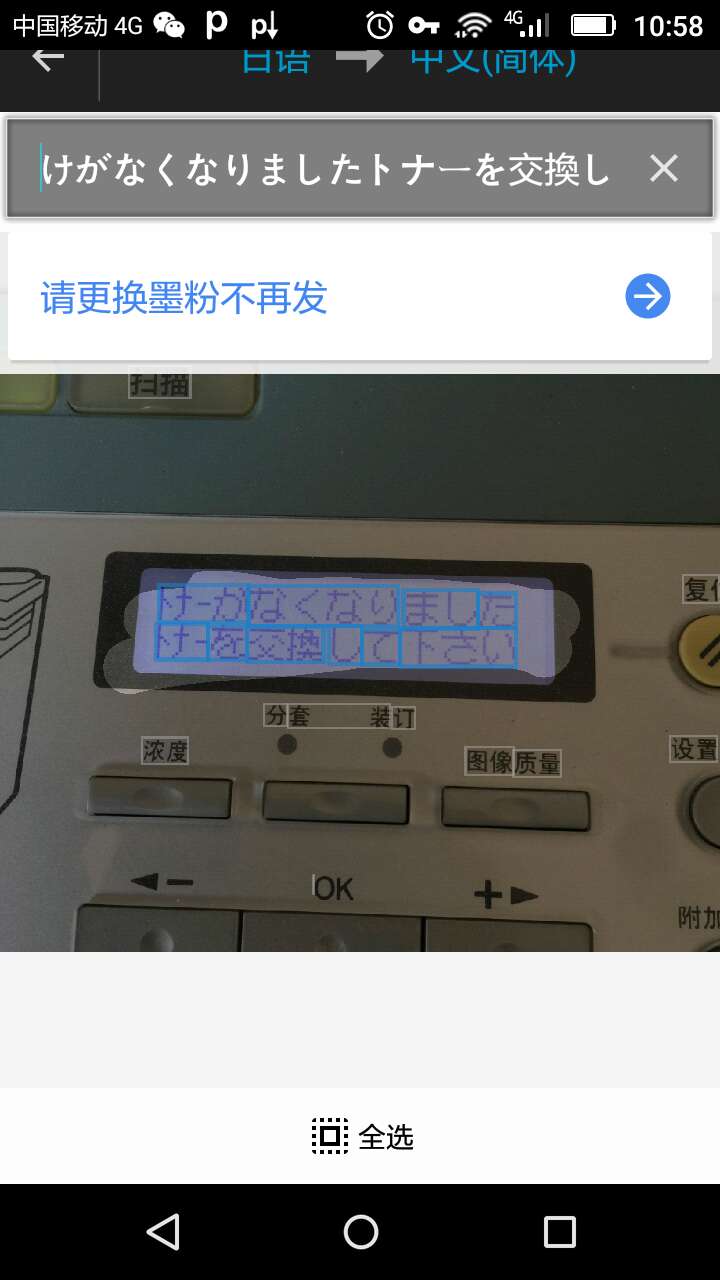 中国移动 4G p p 4G 10:58
日语 中文(简体)
けがなくなりましたトナーを交換し
请更换墨粉不再发
扫描
トナーがなくなりました
トナーを交換して下さい
分套 装订
浓度
图像质量
设置
OK
附加
全选